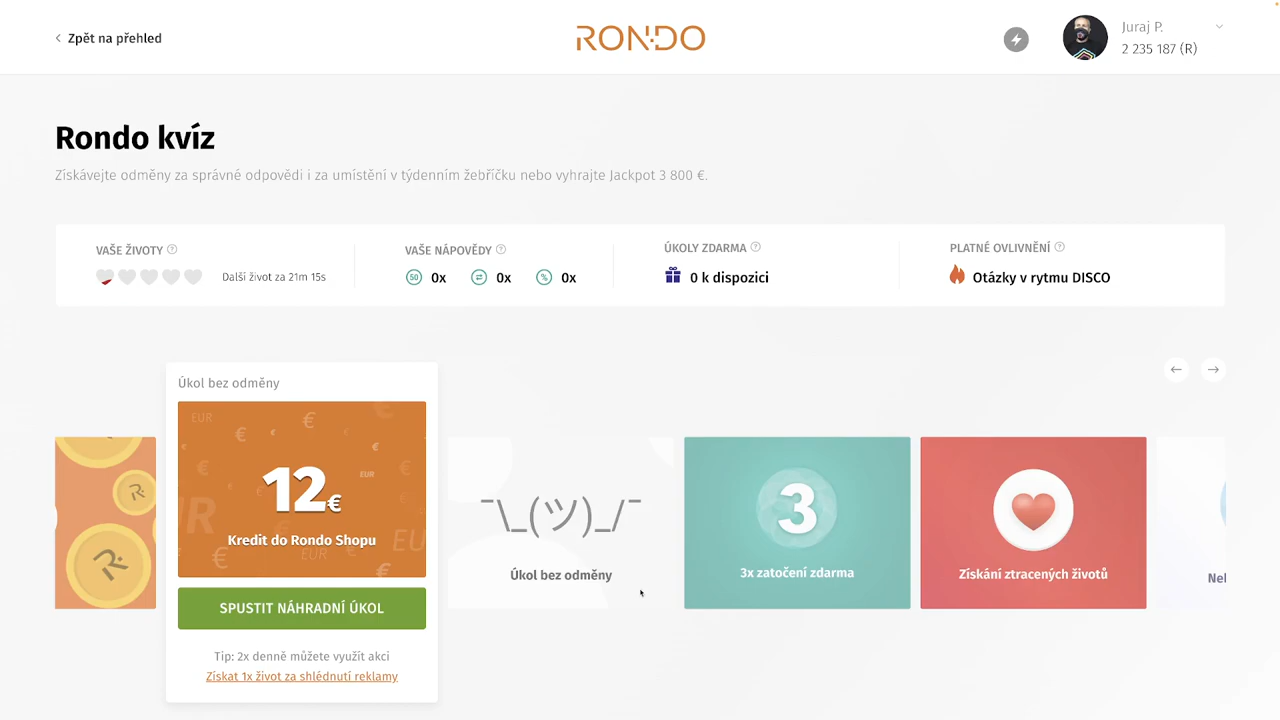 Zpět na přehled
RONDO
Juraj P.
2 235 187 (R)
Rondo kvíz
Získávejte odměny za správné odpovědi i za umístění v týdenním žebříčku nebo vyhrajte Jackpot 3 800 €.
VAŠE ŽIVOTY
Další život za 21m 15s
VAŠE NÁPOVĚDY
50 0x
0x
% 0x
ÚKOLY ZDARMA
0 k dispozici
PLATNÉ OVLIVNĚNÍ
Otázky v rytmu DISCO
Úkol bez odměny
EUR
EUR
EUR
EU
12€
Kredit do Rondo Shopu
SPUSTIT NÁHRADNÍ ÚKOL
Tip: 2x denně můžete využít akci
Získat 1x život za shlédnutí reklamy
¯\_(ツ)_/¯
Úkol bez odměny
3
3x zatočení zdarma
Získání ztracených životů